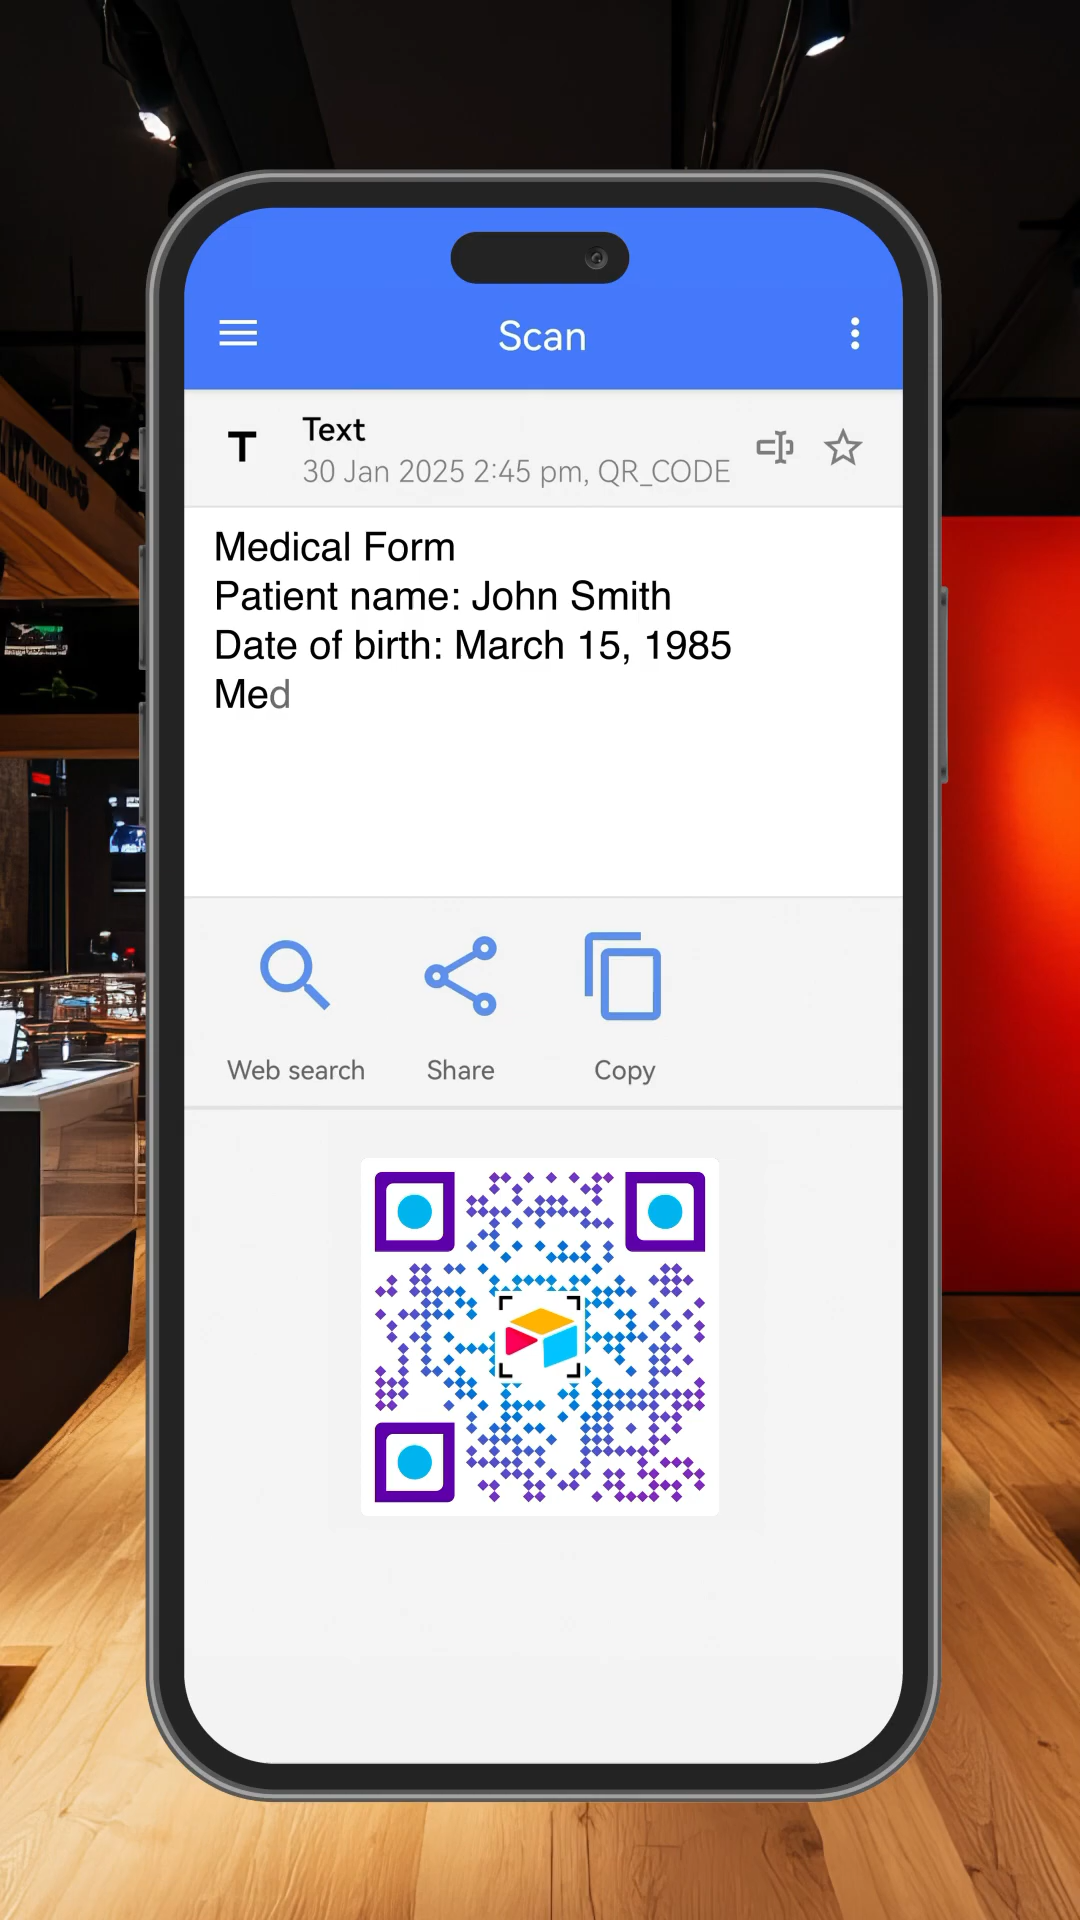 Scan
T
Text
30 Jan 2025 2:45 pm, QR_CODE
Medical Form
Patient name: John Smith
Date of birth: March 15, 1985
Med
Web search
Share
Copy